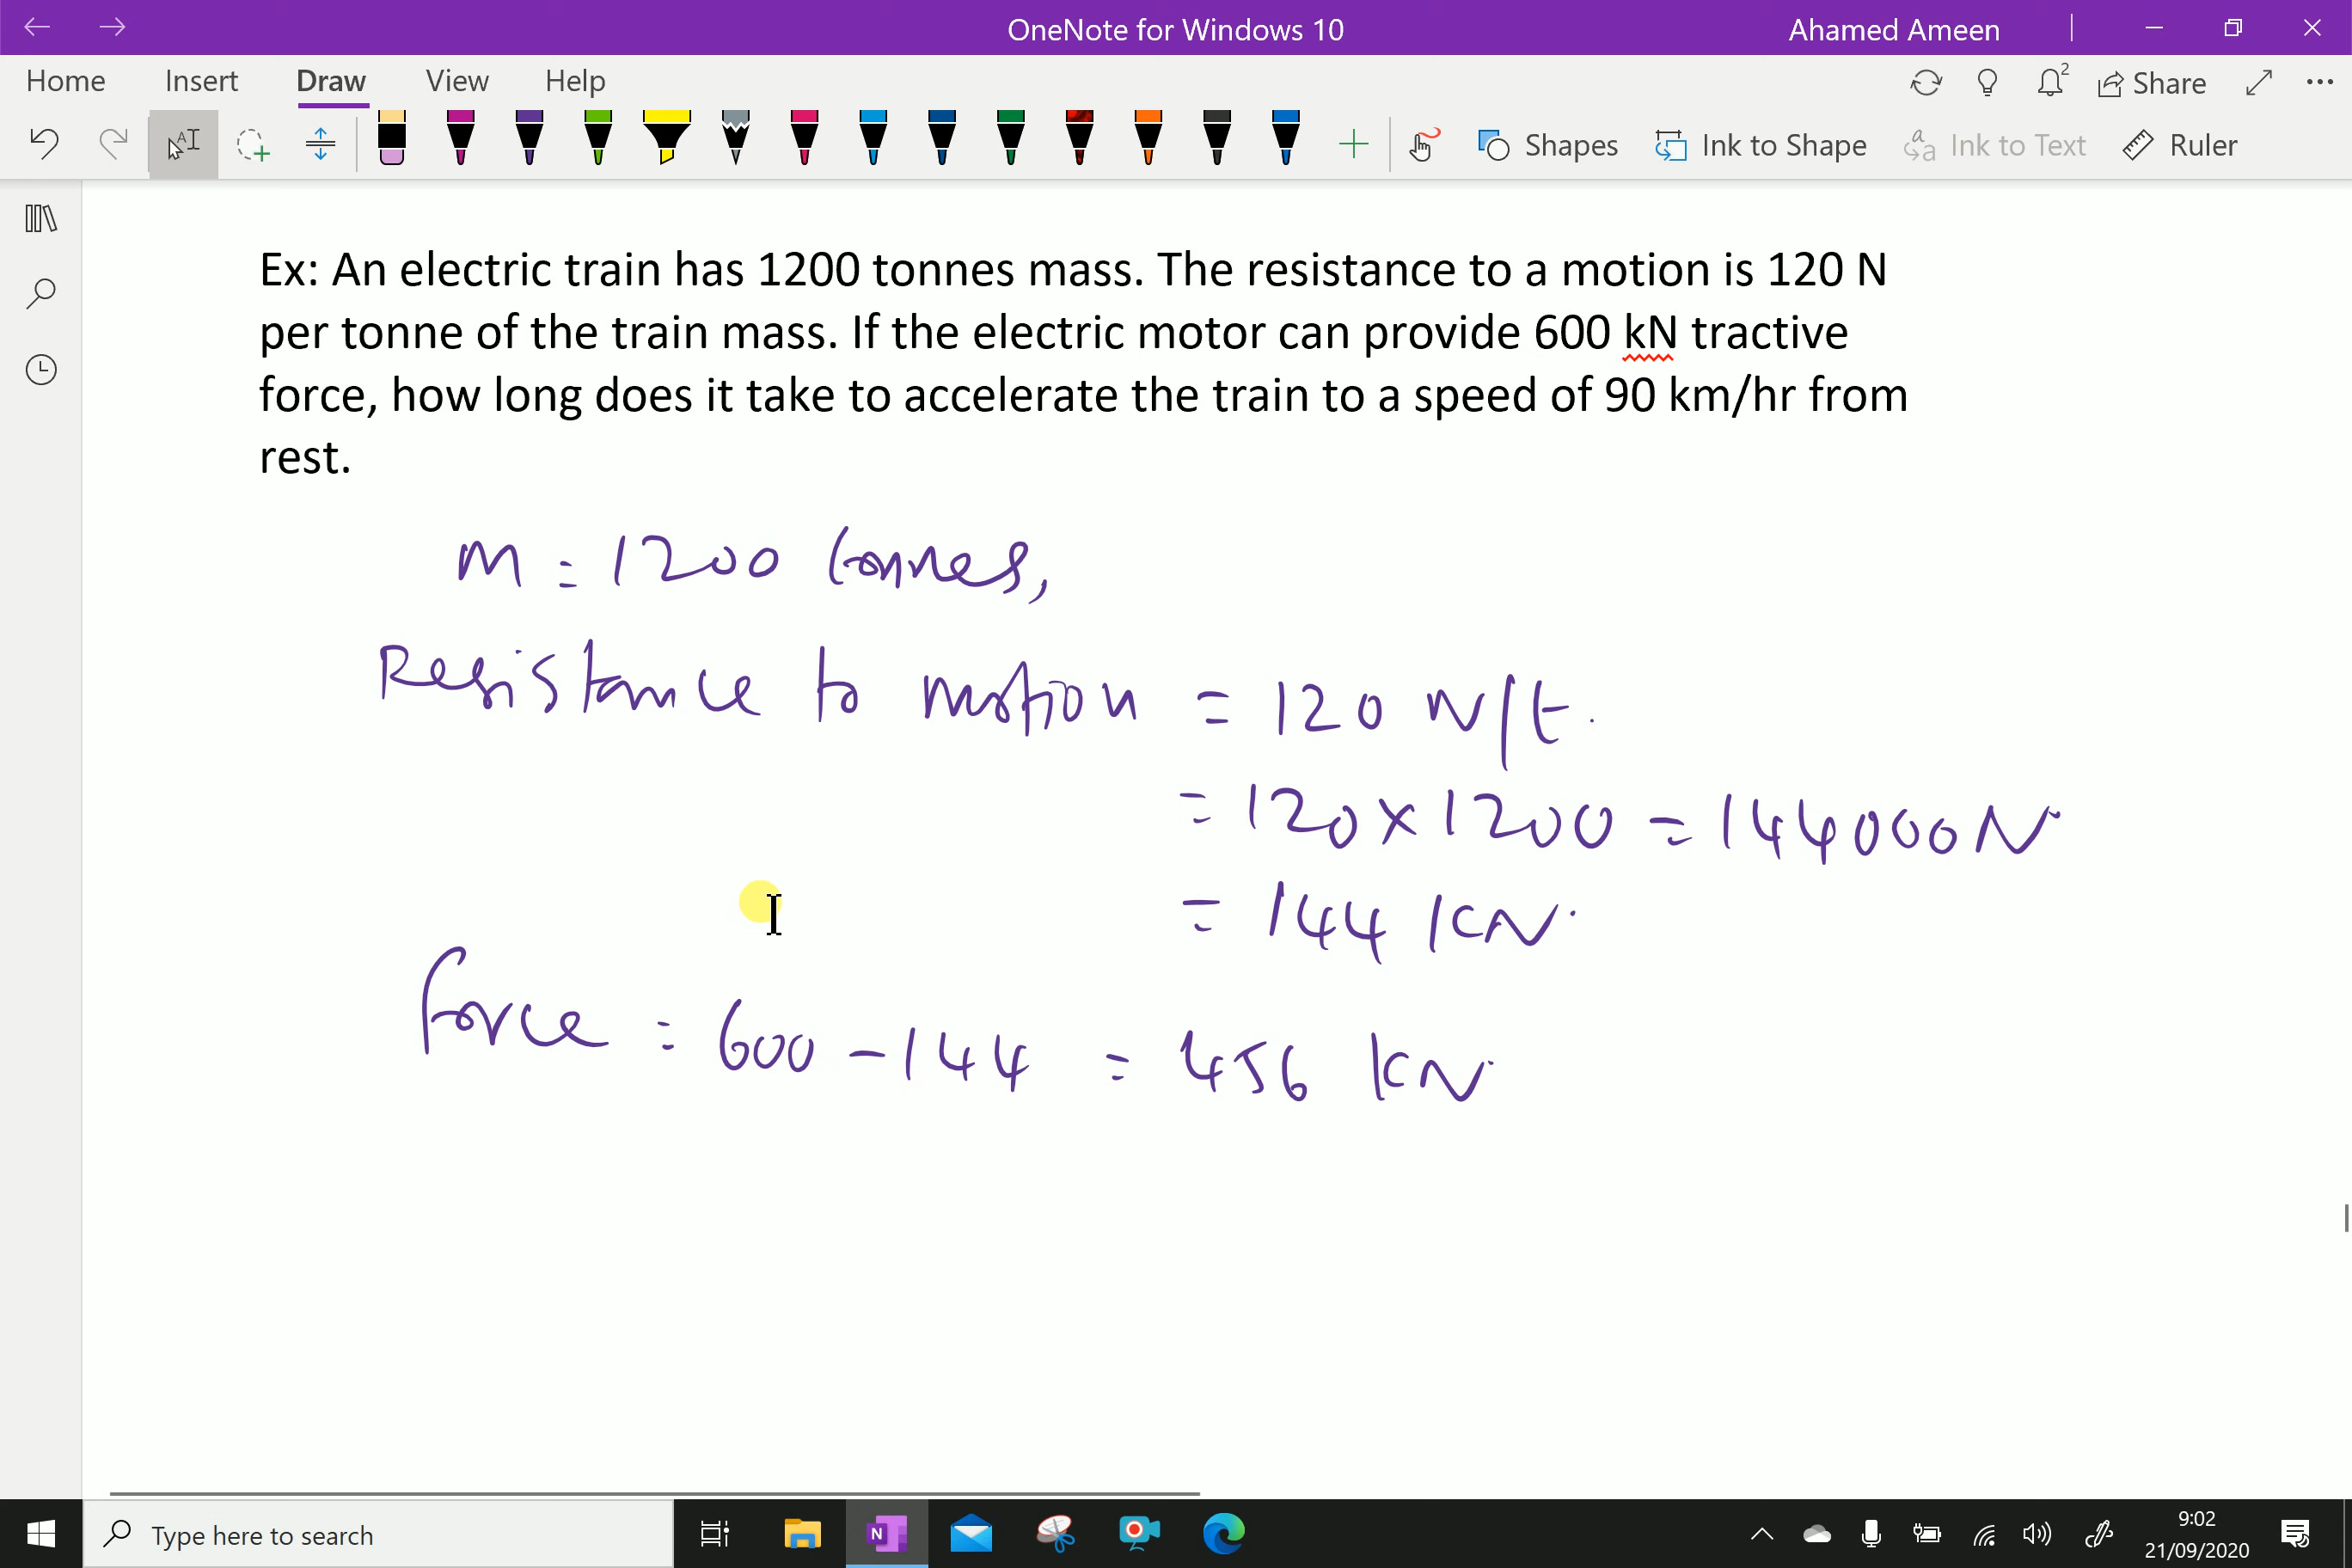 OneNote for Windows 10
Ahamed Ameen
Home Insert Draw View Help
2
Share
Shapes Ink to Shape Ink to Text Ruler
Ex: An electric train has 1200 tonnes mass. The resistance to a motion is 120 N
per tonne of the train mass. If the electric motor can provide 600 kN tractive
force, how long does it take to accelerate the train to a speed of 90 km/hr from
rest.
m = 1200 tonnes,
Resistance to motion = 120 N/t.
= 120 x 1200 = 144000 N.
= 144 KN.
Force = 600 - 144 = 456 KN.
Type here to search
9:02
21/09/2020